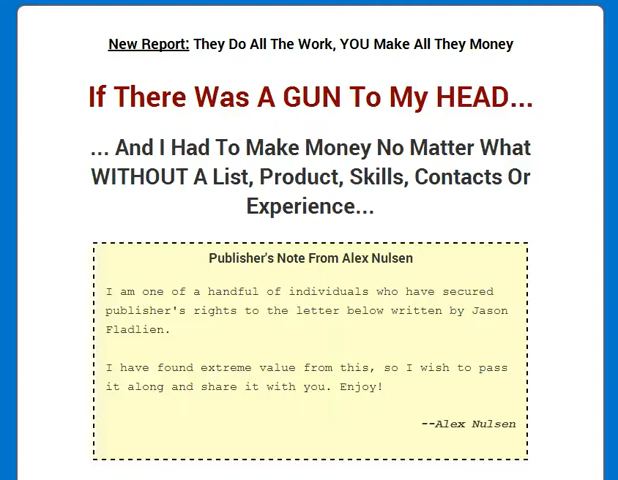 New Report: They Do All The Work, YOU Make All They Money
If There Was A GUN To My HEAD...
... And I Had To Make Money No Matter What
WITHOUT A List, Product, Skills, Contacts Or
Experience...
Publisher's Note From Alex Nulsen
I am one of a handful of individuals who have secured
publisher's rights to the letter below written by Jason
Fladlien.
I have found extreme value from this, so I wish to pass
it along and share it with you. Enjoy!
--Alex Nulsen